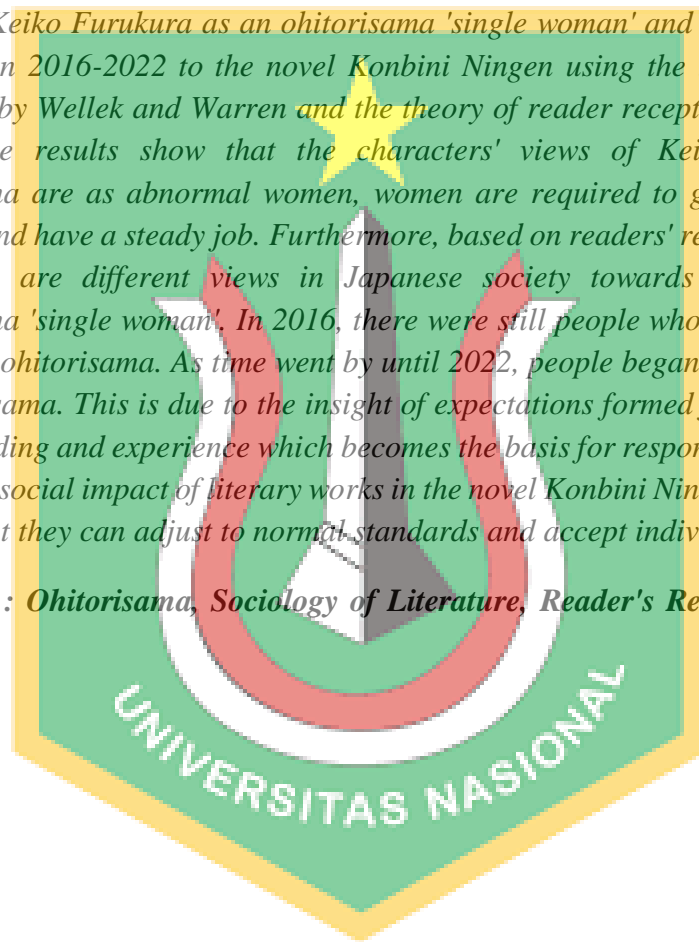 Keiko Furukura as an ohitorisama 'single woman' and
n 2016-2022 to the novel Konbini Ningen using the
by Wellek and Warren and the theory of reader recept
e results show that the characters' views of Kei
na are as abnormal women, women are required to g
nd have a steady job. Furthermore, based on readers' re
are different views in Japanese society towards
na 'single woman'. In 2016, there were still people who
ohitorisama. As time went by until 2022, people began
ama. This is due to the insight of expectations formed
ding and experience which becomes the basis for respon
social impact of literary works in the novel Konbini Nin
t they can adjust to normal standards and accept indiv
: Ohitorisama, Sociology of Literature, Reader's Re
UNIVERSITAS NASIONAL